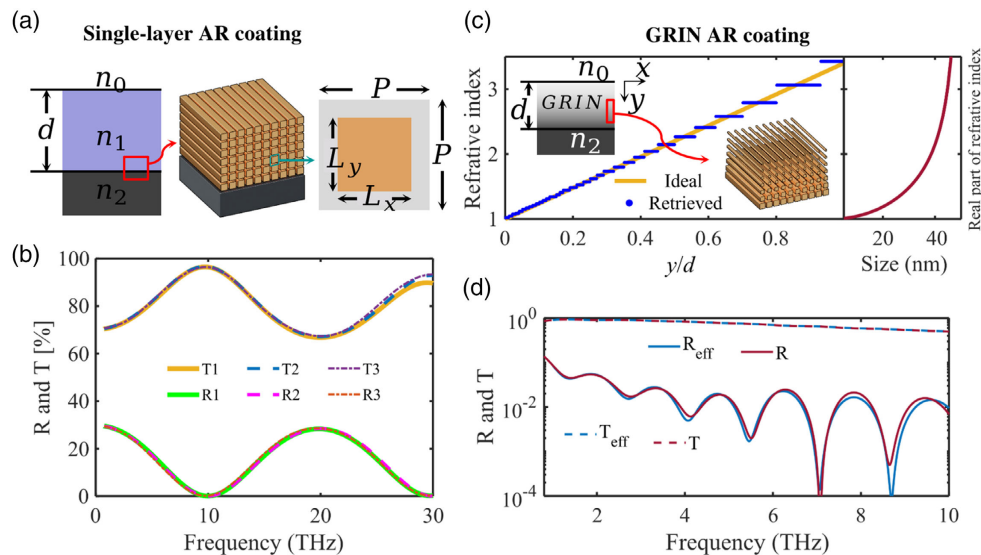 (a)
Single-layer AR coating
n0
d
n1
n2
P
P
Ly
Lx
(b)
R and T [%]
100
80
60
40
20
0
T1 T2 T3
R1 R2 R3
0 10 20 30
Frequency (THz)
(c)
GRIN AR coating
Refrative index
3
2
1
n0
x
y
d
GRIN
n2
Ideal
Retrieved
0 0.2 0.4 0.6 0.8
y/d
20 40
Size (nm)
Real part of refrative index
(d)
R and T
10^0
10^-2
10^-4
Reff R
Teff T
2 4 6 8 10
Frequency (THz)